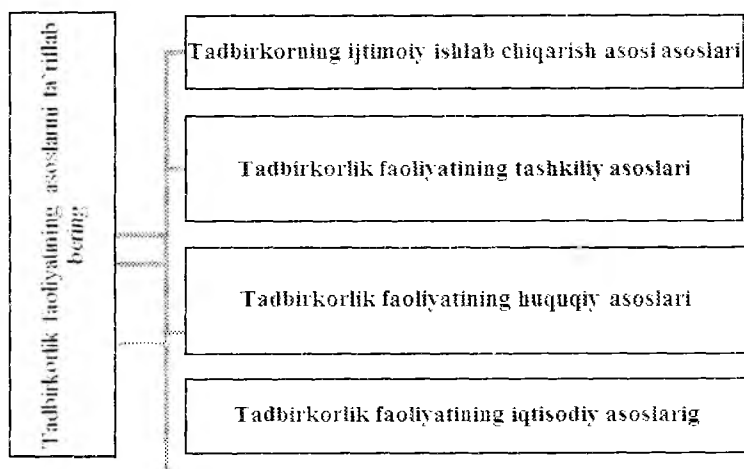 Tadbirkorlik faoliyatining asoslarni ta`riflab
bering
Tadbirkorning ijtimoiy ishlab chiqarish asosi asoslari
Tadbirkorlik faoliyatining tashkiliy asoslari
Tadbirkorlik faoliyatining huquqiy asoslari
Tadbirkorlik faoliyatining iqtisodiy asoslarig